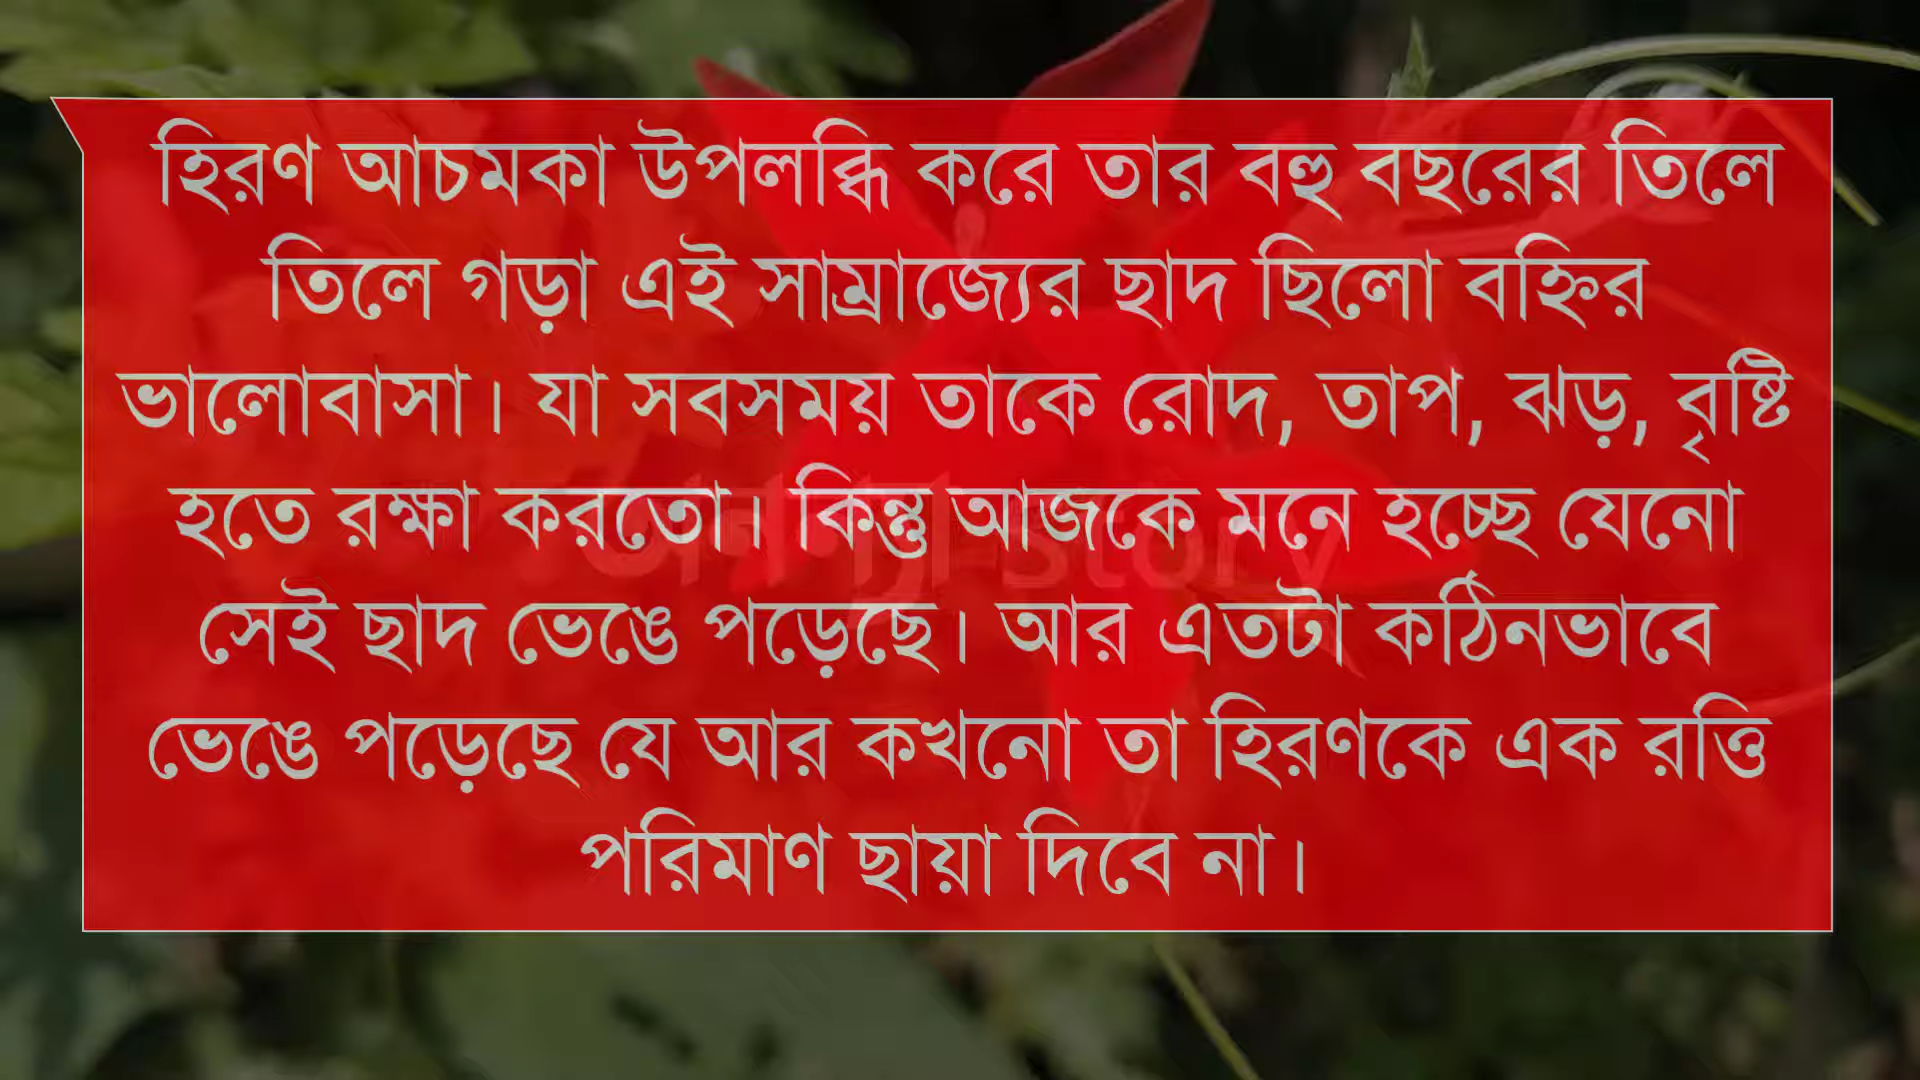 হিরণ আচমকা উপলব্ধি করে তার বহু বছরের তিলে
তিলে গড়া এই সাম্রাজ্যের ছাদ ছিলো বহ্নির
ভালোবাসা। যা সবসময় তাকে রোদ, তাপ, ঝড়, বৃষ্টি
হতে রক্ষা করতো। কিন্তু আজকে মনে হচ্ছে যেনো
সেই ছাদ ভেঙে পড়েছে। আর এতটা কঠিনভাবে
ভেঙে পড়েছে যে আর কখনো তা হিরণকে এক রত্তি
পরিমাণ ছায়া দিবে না।
story